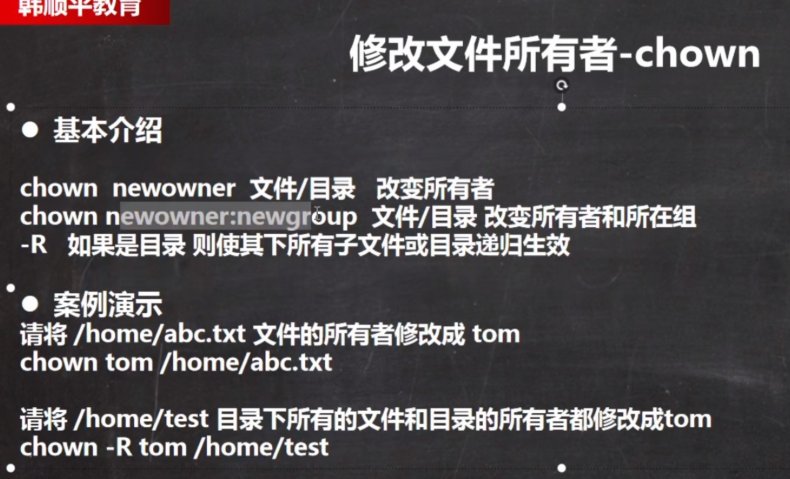 韩顺平教育
修改文件所有者-chown
● 基本介绍
chown newowner 文件/目录 改变所有者
chown newowner:newgroup 文件/目录 改变所有者和所在组
-R 如果是目录 则使其下所有子文件或目录递归生效
● 案例演示
请将 /home/abc.txt 文件的所有者修改成 tom
chown tom /home/abc.txt
请将 /home/test 目录下所有的文件和目录的所有者都修改成tom
chown -R tom /home/test